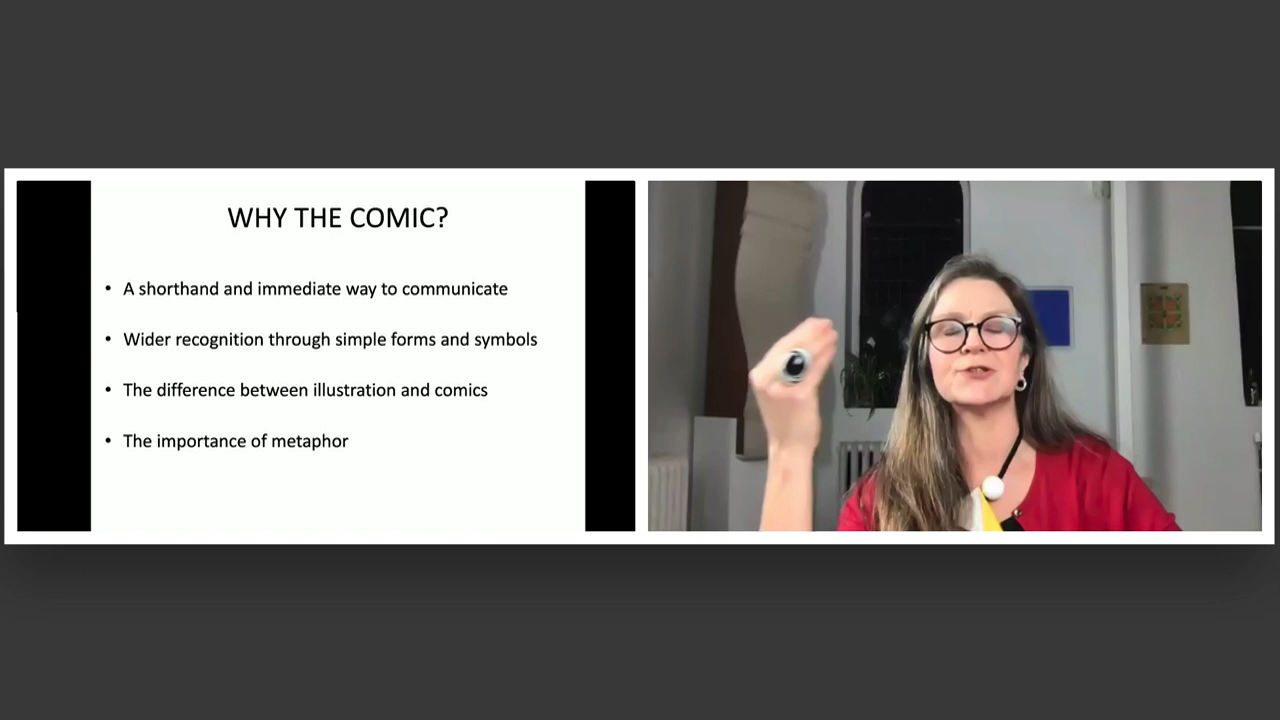 WHY THE COMIC?
• A shorthand and immediate way to communicate
• Wider recognition through simple forms and symbols
• The difference between illustration and comics
• The importance of metaphor